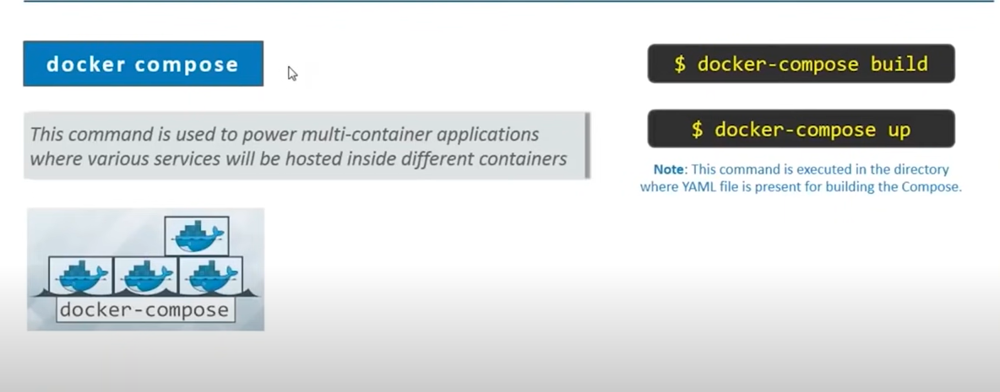 docker compose
This command is used to power multi-container applications
where various services will be hosted inside different containers
docker-compose
$ docker-compose build
$ docker-compose up
Note: This command is executed in the directory
where YAML file is present for building the Compose.